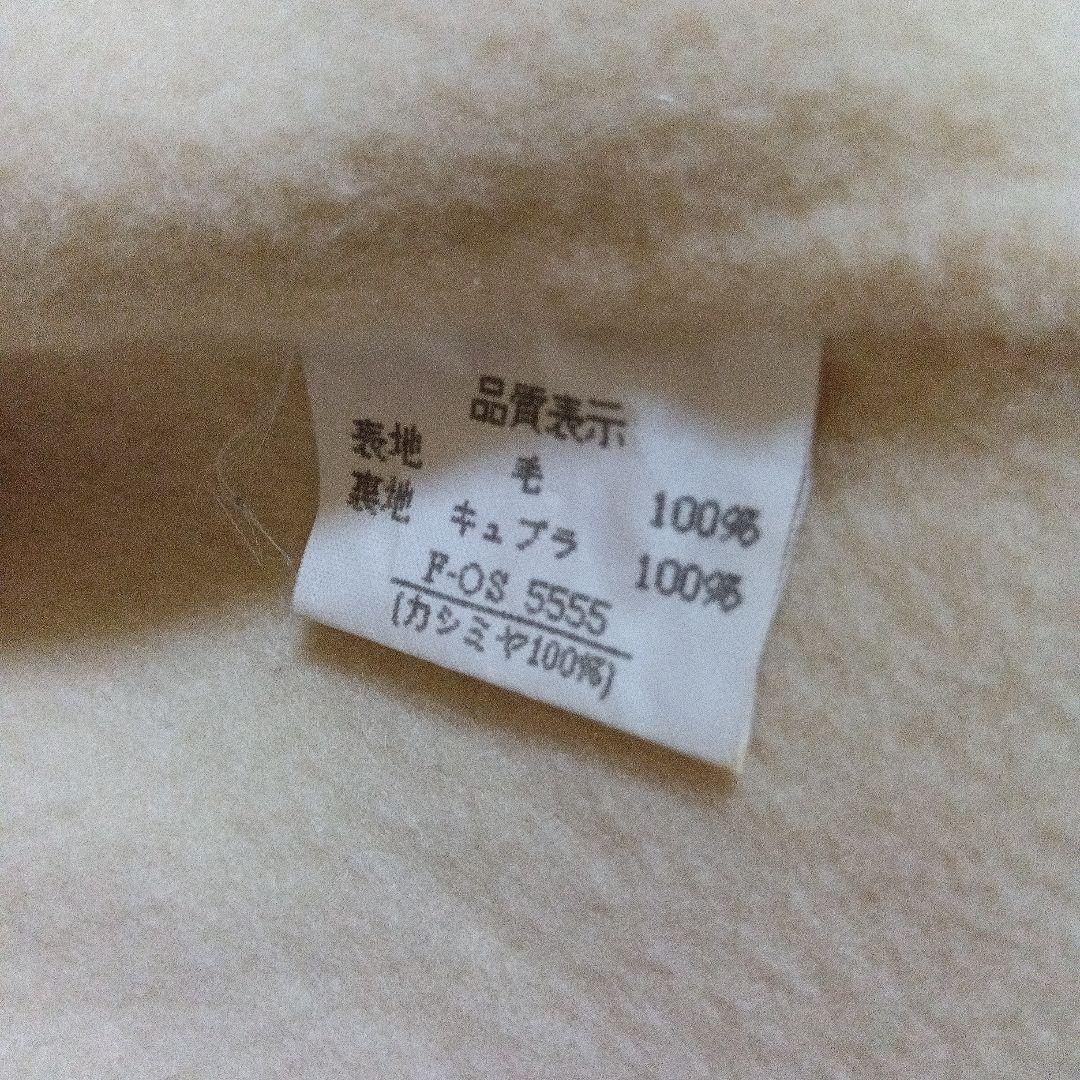 品質表示
表地 毛 100%
裏地 キュプラ 100%
F-OS 5555
(カシミヤ100%)